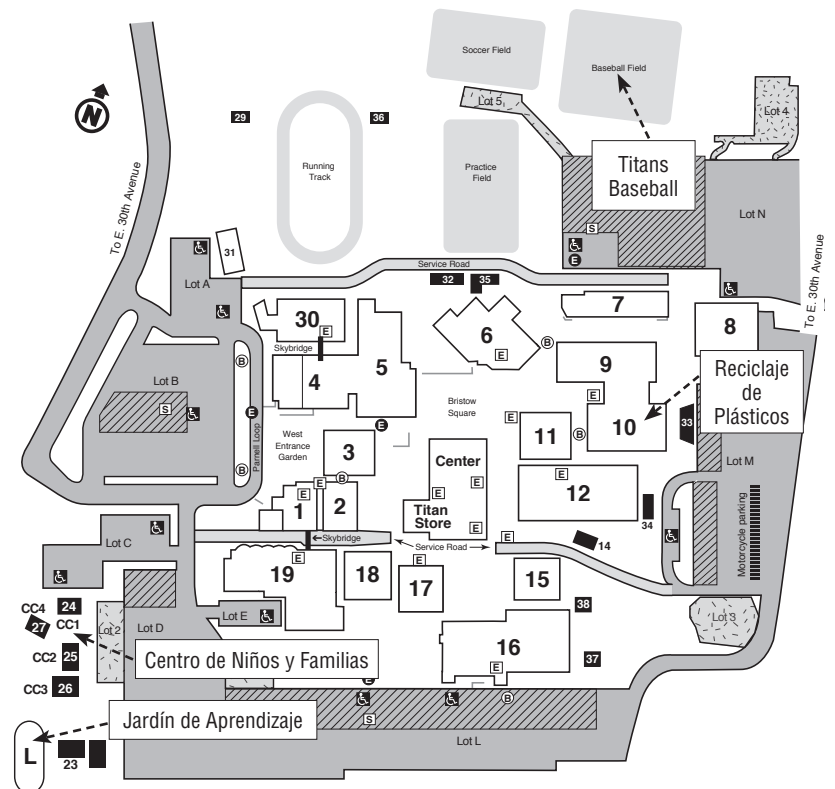 Soccer Field
Baseball Field
Lot 5
Lot 4
N
29
36
Running
Track
Practice
Field
Titans
Baseball
To E. 30th Avenue
Lot N
S
E
31
Lot A
Service Road
32
35
30
E
7
To E. 30th Avenue
6
E
8
Skybridge
B
B
9
4
5
Reciclaje
de
Plásticos
Lot B
S
E
Bristow
Square
E
10
33
E
E
11
B
West
Entrance
Garden
3
Parnell Loop
Center
Lot M
B
B
E
E
E
12
E
1
2
Titan
Store
E
34
Motorcycle parking
Skybridge
Service Road
E
14
Lot C
E
E
19
18
17
15
CC4
24
CC1
27
Lot 2
Lot D
Lot E
38
Lot 3
CC2
25
Centro de Niños y Familias
16
E
37
CC3
26
E
B
Jardín de Aprendizaje
S
L
23
Lot L